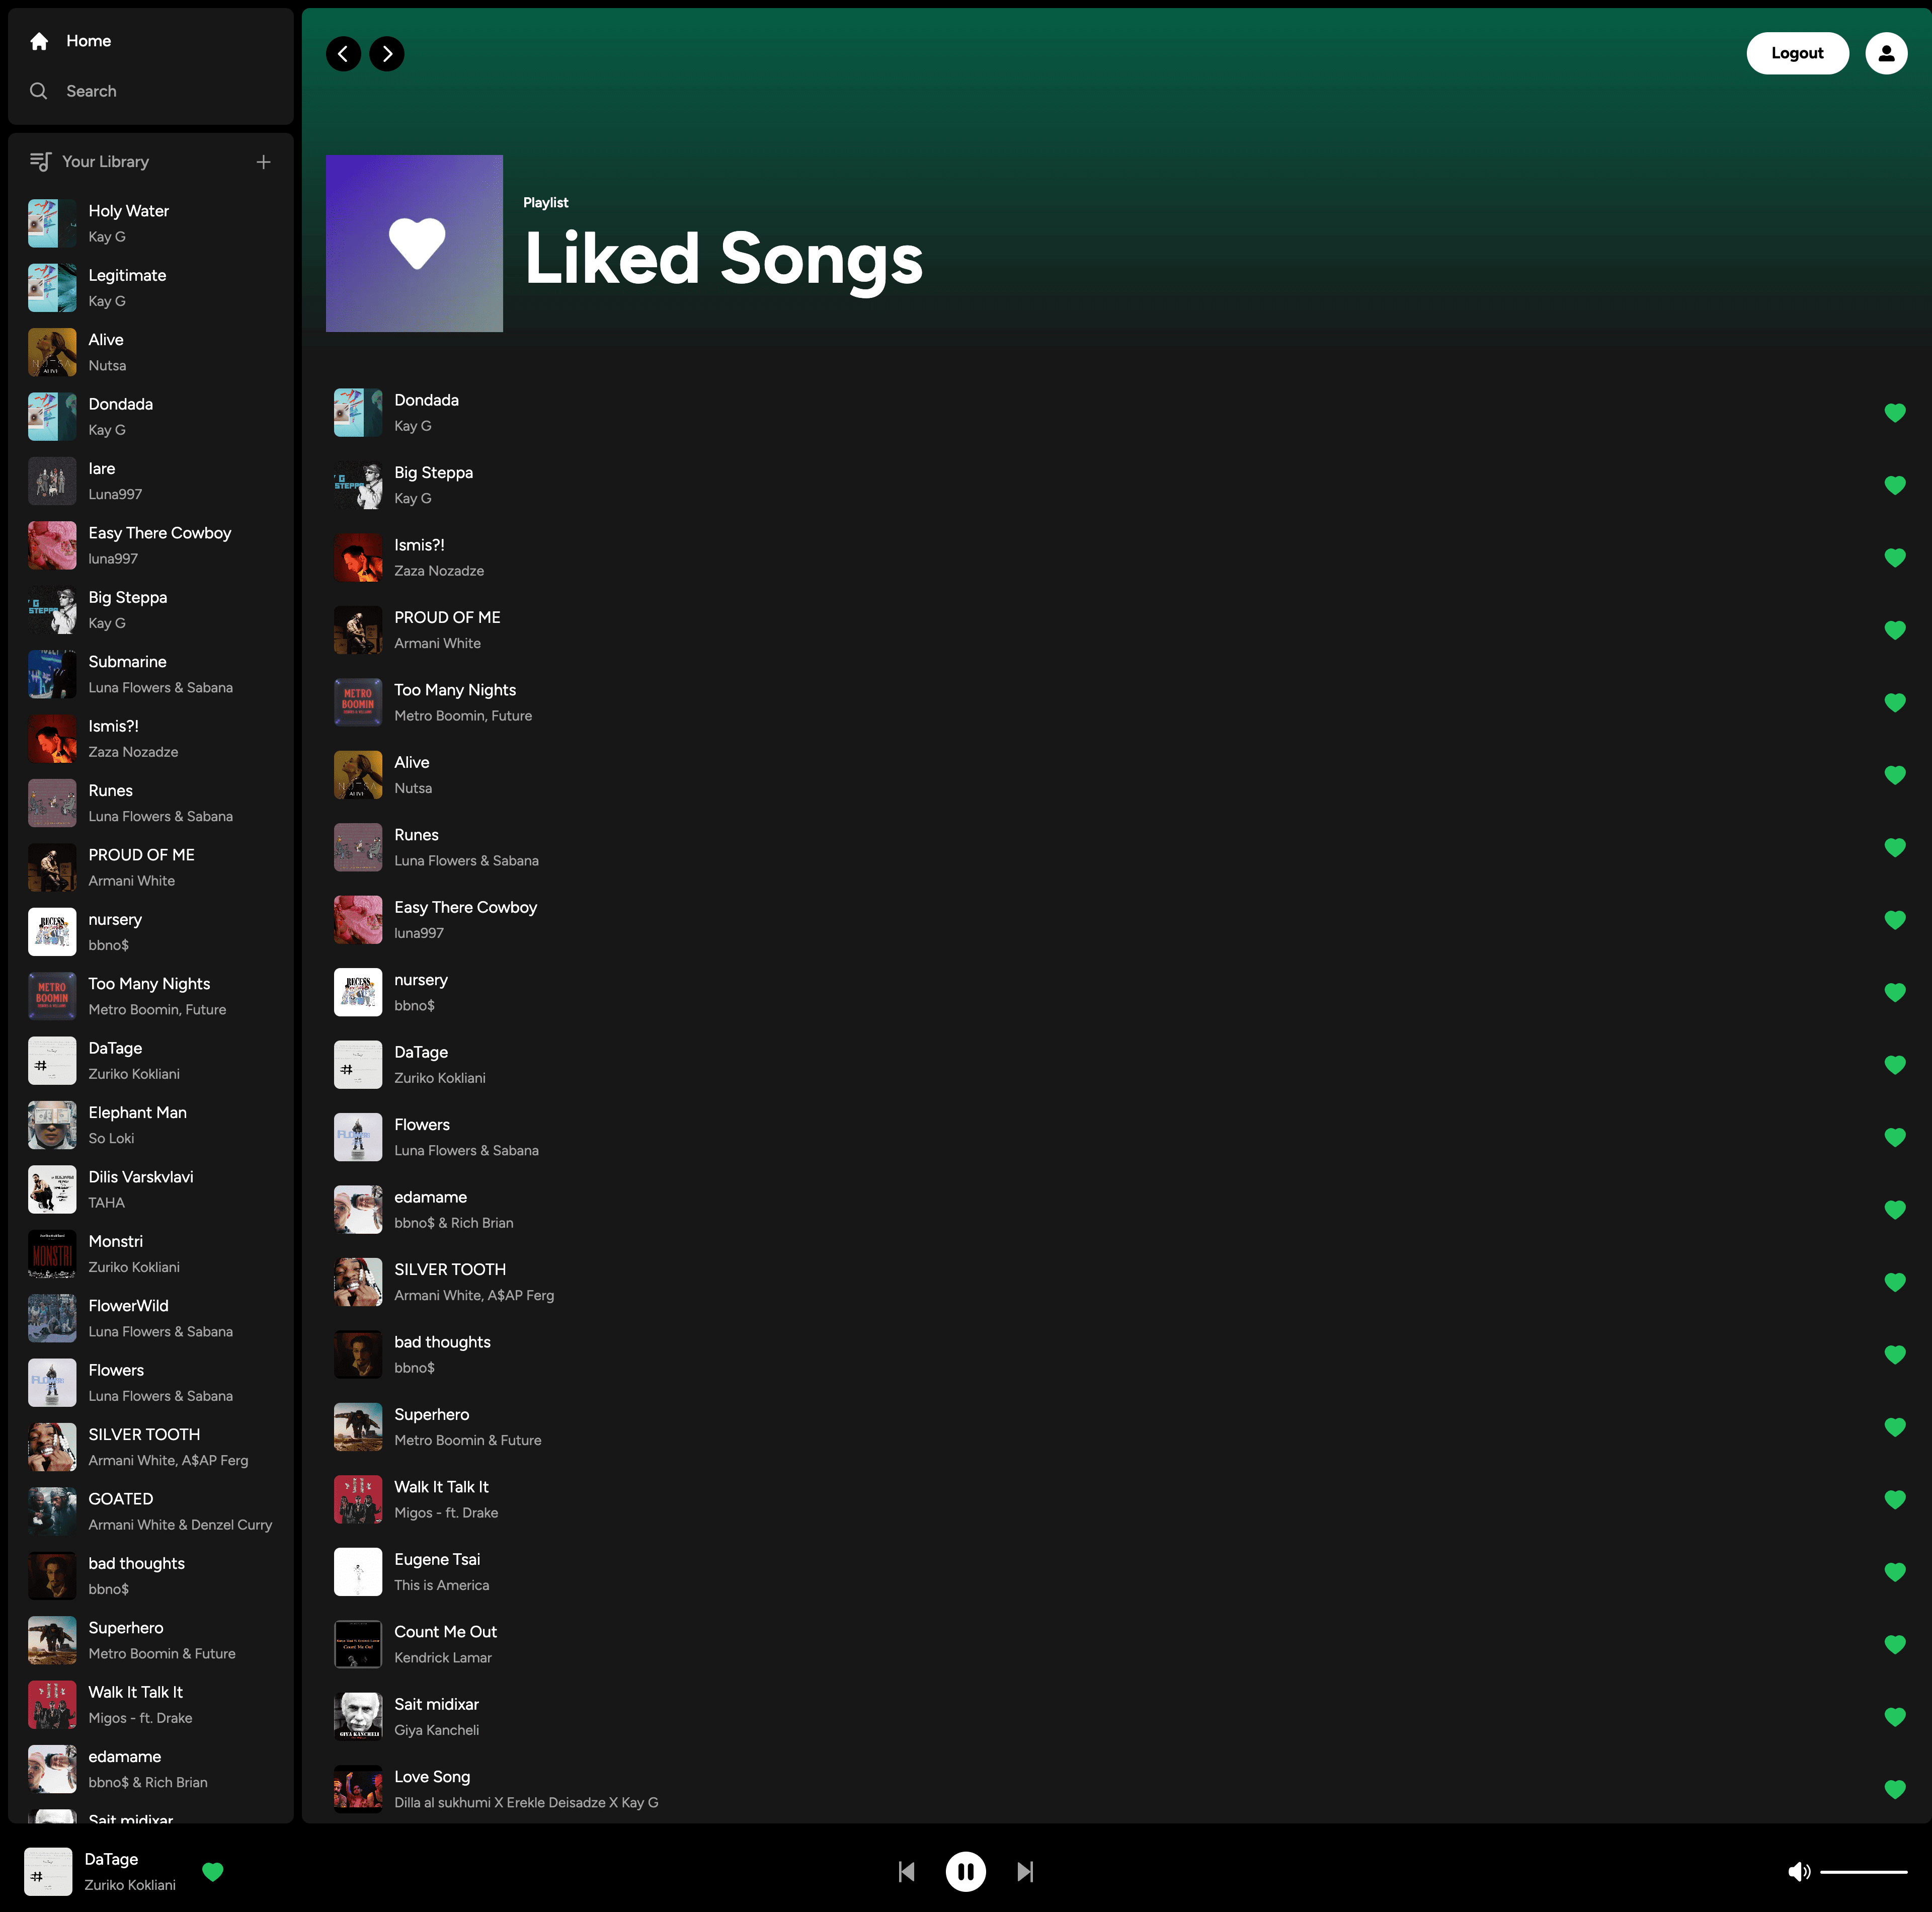 Home
Search
Your Library
Holy Water
Kay G
Legitimate
Kay G
Alive
Nutsa
Dondada
Kay G
Iare
Luna997
Easy There Cowboy
luna997
Big Steppa
Kay G
Submarine
Luna Flowers & Sabana
Ismis?!
Zaza Nozadze
Runes
Luna Flowers & Sabana
PROUD OF ME
Armani White
nursery
bbno$
Too Many Nights
Metro Boomin, Future
DaTage
Zuriko Kokliani
Elephant Man
So Loki
Dilis Varskvlavi
TAHA
Monstri
Zuriko Kokliani
FlowerWild
Luna Flowers & Sabana
Flowers
Luna Flowers & Sabana
SILVER TOOTH
Armani White, A$AP Ferg
GOATED
Armani White & Denzel Curry
bad thoughts
bbno$
Superhero
Metro Boomin & Future
Walk It Talk It
Migos - ft. Drake
edamame
bbno$ & Rich Brian
Sait midixar
Logout
Playlist
Liked Songs
Dondada
Kay G
Big Steppa
Kay G
Ismis?!
Zaza Nozadze
PROUD OF ME
Armani White
Too Many Nights
Metro Boomin, Future
METRO
BOOMIN
Alive
Nutsa
Runes
Luna Flowers & Sabana
Easy There Cowboy
luna997
nursery
bbno$
RECESS
DaTage
Zuriko Kokliani
#
Flowers
Luna Flowers & Sabana
edamame
bbno$ & Rich Brian
SILVER TOOTH
Armani White, A$AP Ferg
bad thoughts
bbno$
Superhero
Metro Boomin & Future
Walk It Talk It
Migos - ft. Drake
Eugene Tsai
This is America
Count Me Out
Kendrick Lamar
Count Me Out
Sait midixar
Giya Kancheli
GIYA KANCHELI
Love Song
Dilla al sukhumi X Erekle Deisadze X Kay G
DaTage
Zuriko Kokliani
#